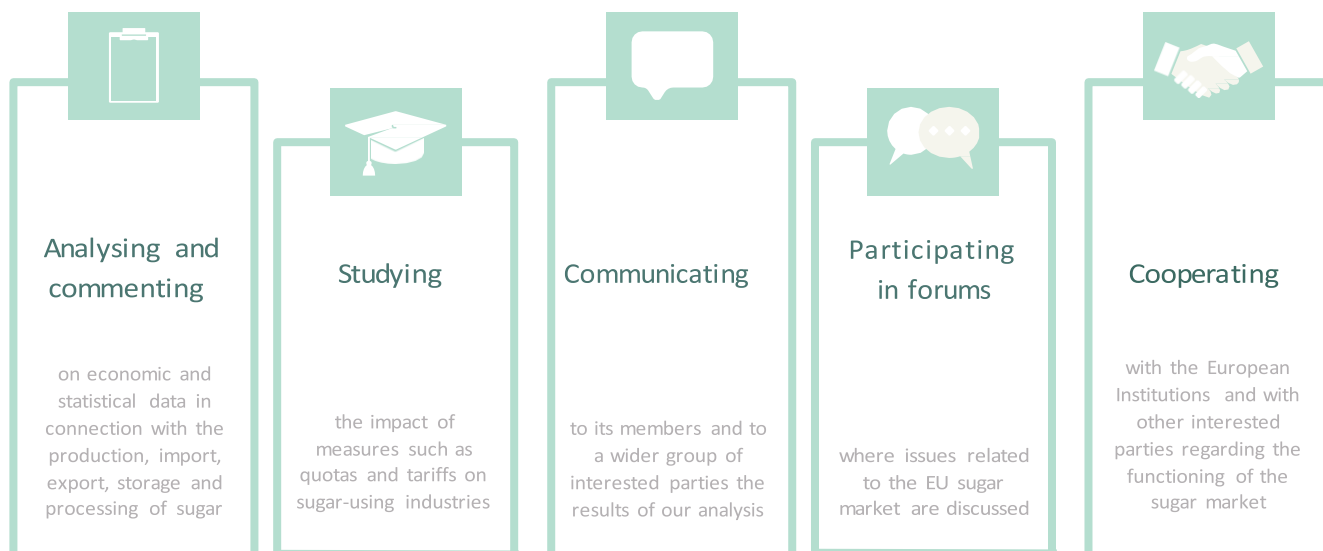 Analysing and
commenting
on economic and
statistical data in
connection with the
production, import,
export, storage and
processing of sugar
Studying
the impact of
measures such as
quotas and tariffs on
sugar-using industries
Communicating
to its members and to
a wider group of
interested parties the
results of our analysis
Participating
in forums
where issues related
to the EU sugar
market are discussed
Cooperating
with the European
Institutions and with
other interested
parties regarding the
functioning of the
sugar market